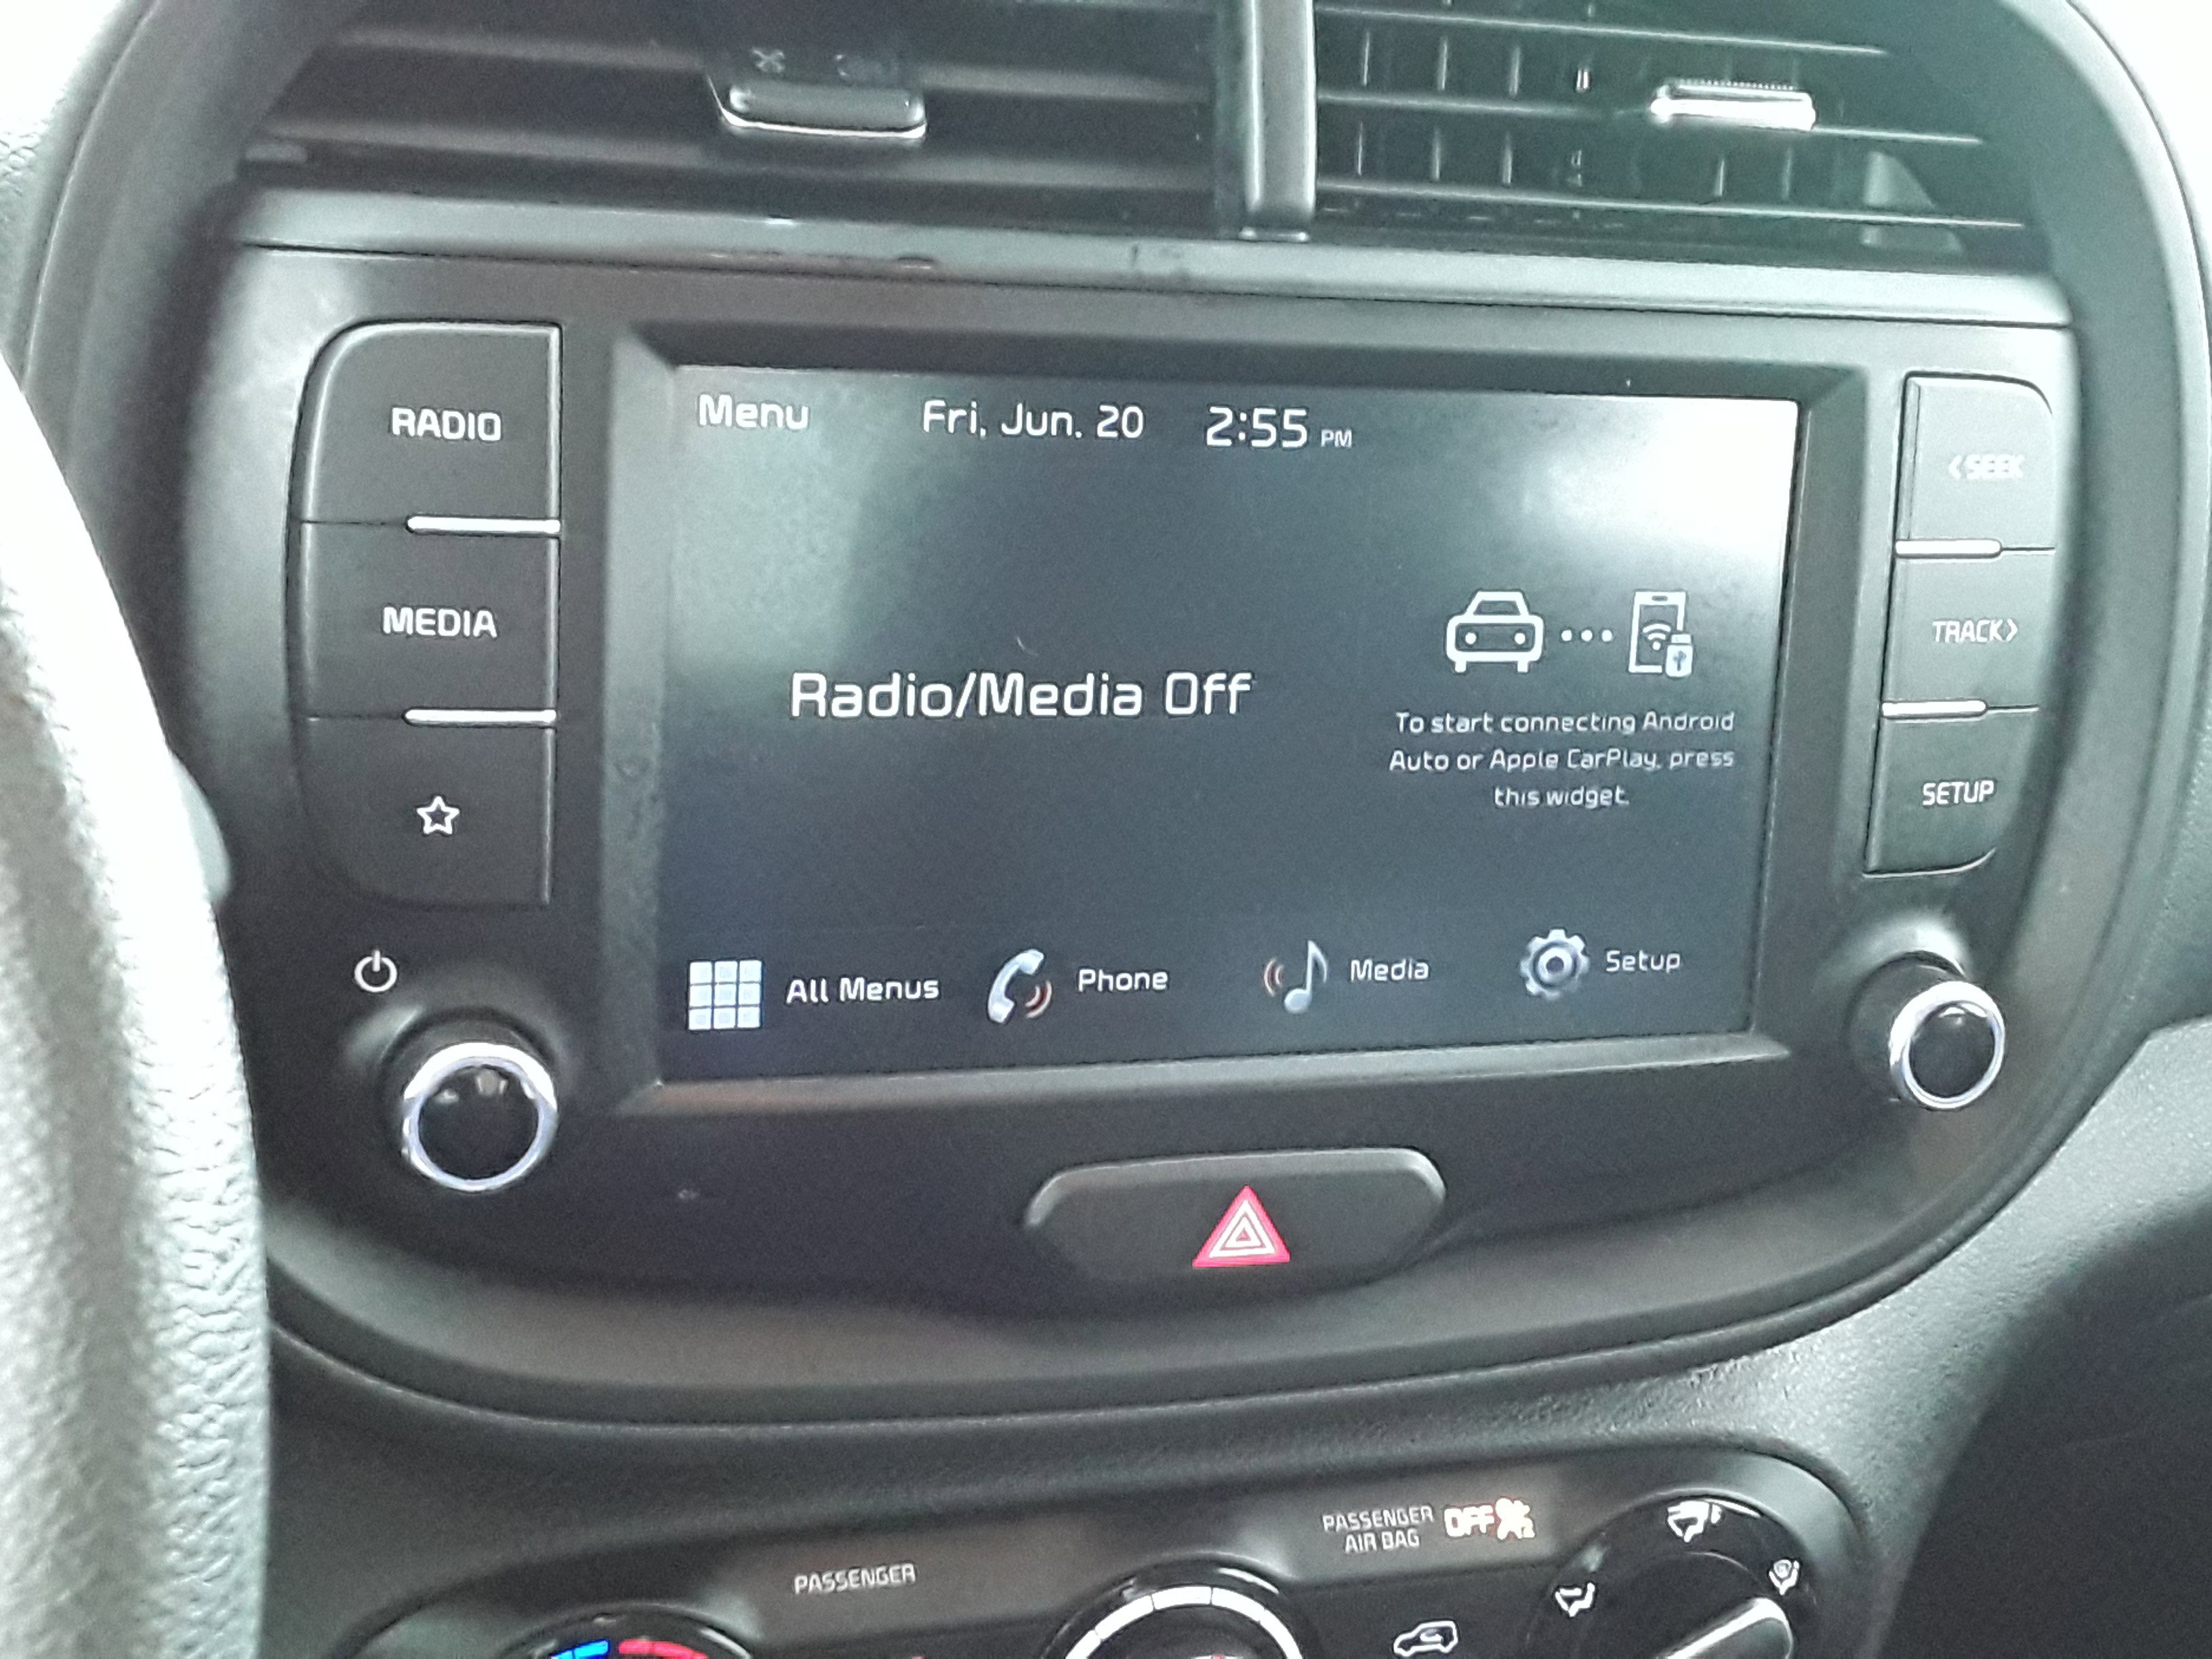 RADIO
MEDIA
Menu Fri, Jun. 20 2:55 PM
Radio/Media Off
To start connecting Android
Auto or Apple CarPlay, press
this widget.
All Menus Phone Media Setup
<SEEK
TRACK>
SETUP
PASSENGER
AIR BAG
OFF
2
PASSENGER